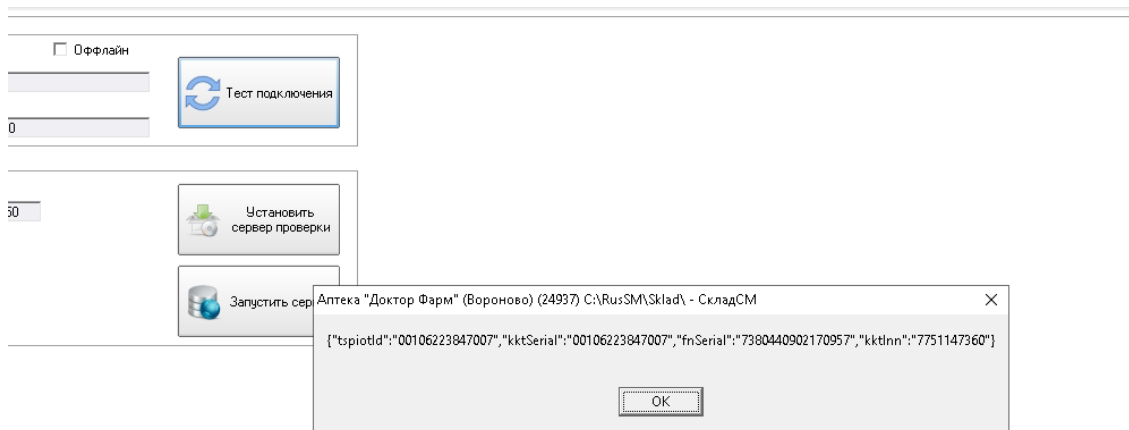 Оффлайн
Тест подключения
0
50
Установить
сервер проверки
Запустить сер
Аптека "Доктор Фарм" (Вороново) (24937) C:\RusSM\Sklad\ - СкладСМ
{"tspiotId":"00106223847007","kktSerial":"00106223847007","fnSerial":"7380440902170957","kktInn":"7751147360"}
OK